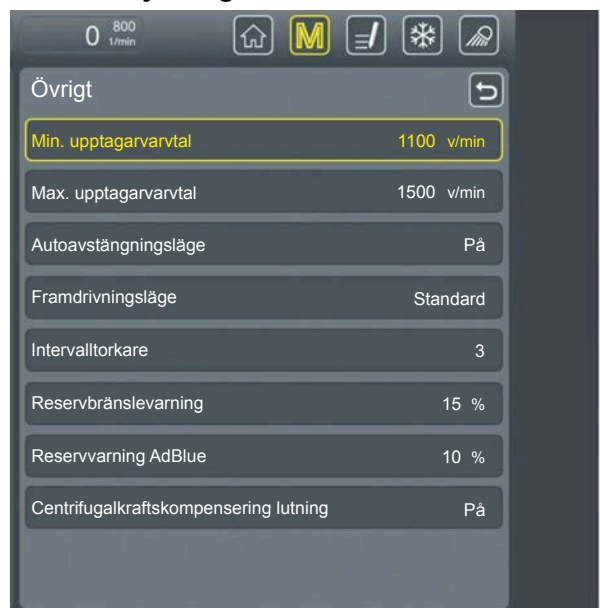 0 800 1/min M
Övrigt
Min. upptagarvarvtal 1100 v/min
Max. upptagarvarvtal 1500 v/min
Autoavstängningsläge På
Framdrivningsläge Standard
Intervalltorkare 3
Reservbränslevarning 15 %
Reservvarning AdBlue 10 %
Centrifugalkraftskompensering lutning På